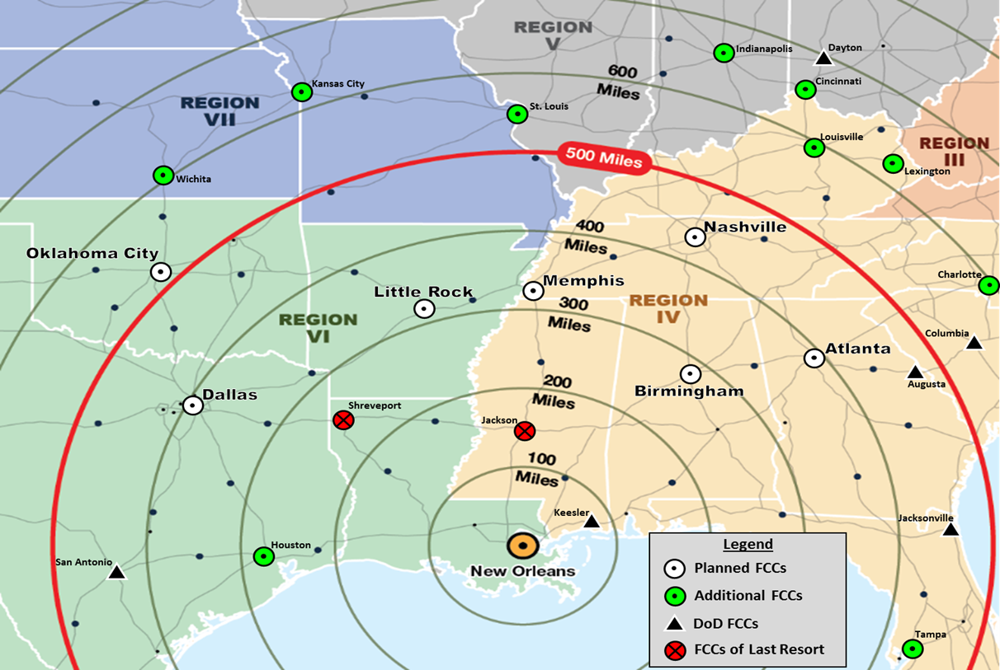 REGION
V
Indianapolis
Dayton
600
Miles
Kansas City
Cincinnati
REGION
VII
St. Louis
Louisville
REGION
III
500 Miles
Lexington
Wichita
400
Miles
Nashville
Oklahoma City
Charlotte
Memphis
Little Rock
300
Miles
REGION
IV
REGION
VI
Columbia
Atlanta
Augusta
200
Miles
Birmingham
Dallas
Shreveport
Jackson
100
Miles
Keesler
Jacksonville
Houston
San Antonio
New Orleans
Tampa
Legend
Planned FCCs
Additional FCCs
DoD FCCs
FCCs of Last Resort